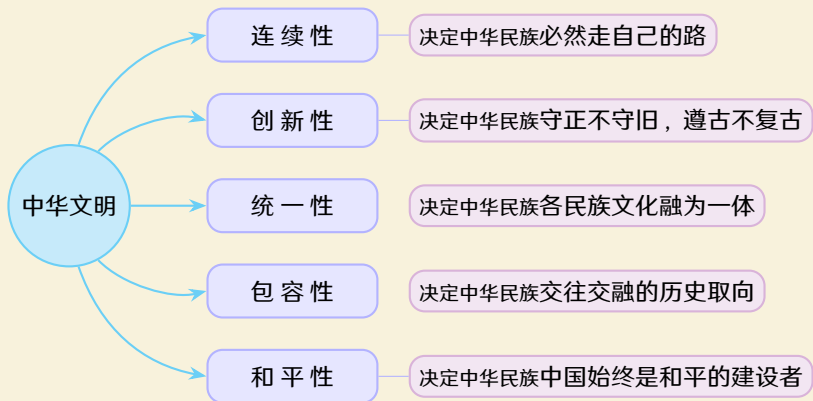 中华文明
连续性
决定中华民族必然走自己的路
创新性
决定中华民族守正不守旧，遵古不复古
统一性
决定中华民族各民族文化融为一体
包容性
决定中华民族交往交融的历史取向
和平性
决定中华民族中国始终是和平的建设者